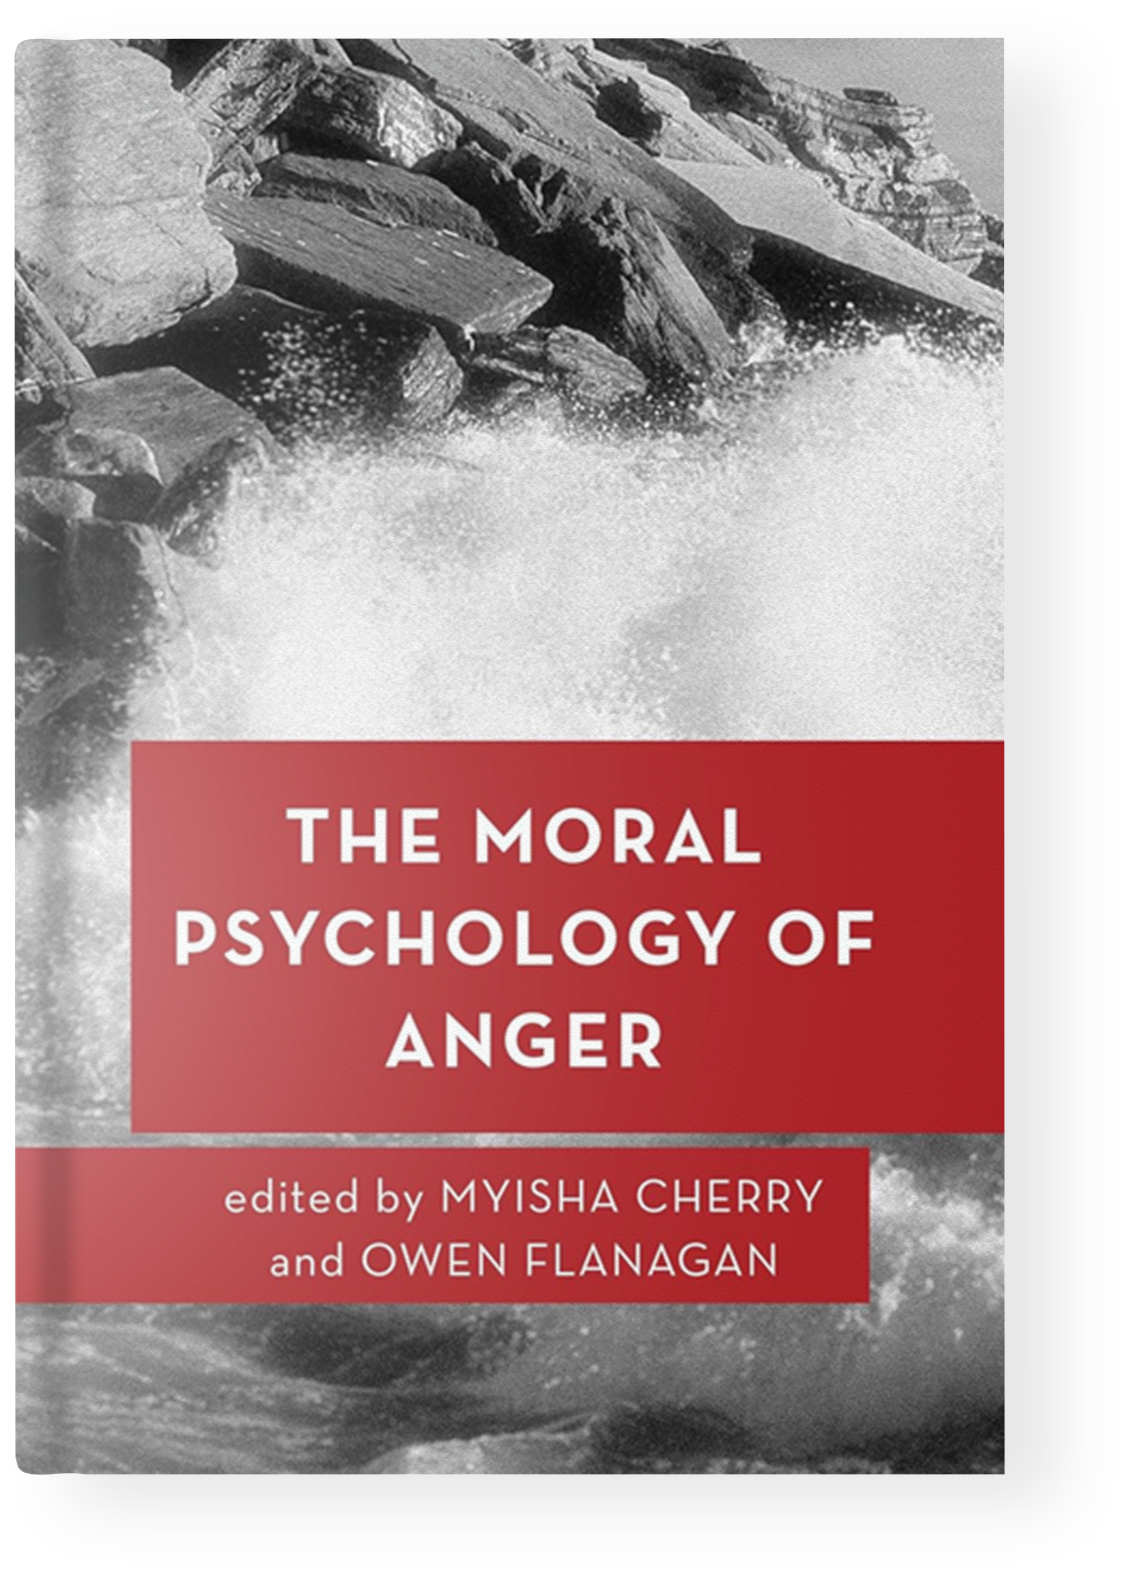 THE MORAL
PSYCHOLOGY OF
ANGER
edited by MYISHA CHERRY
and OWEN FLANAGAN